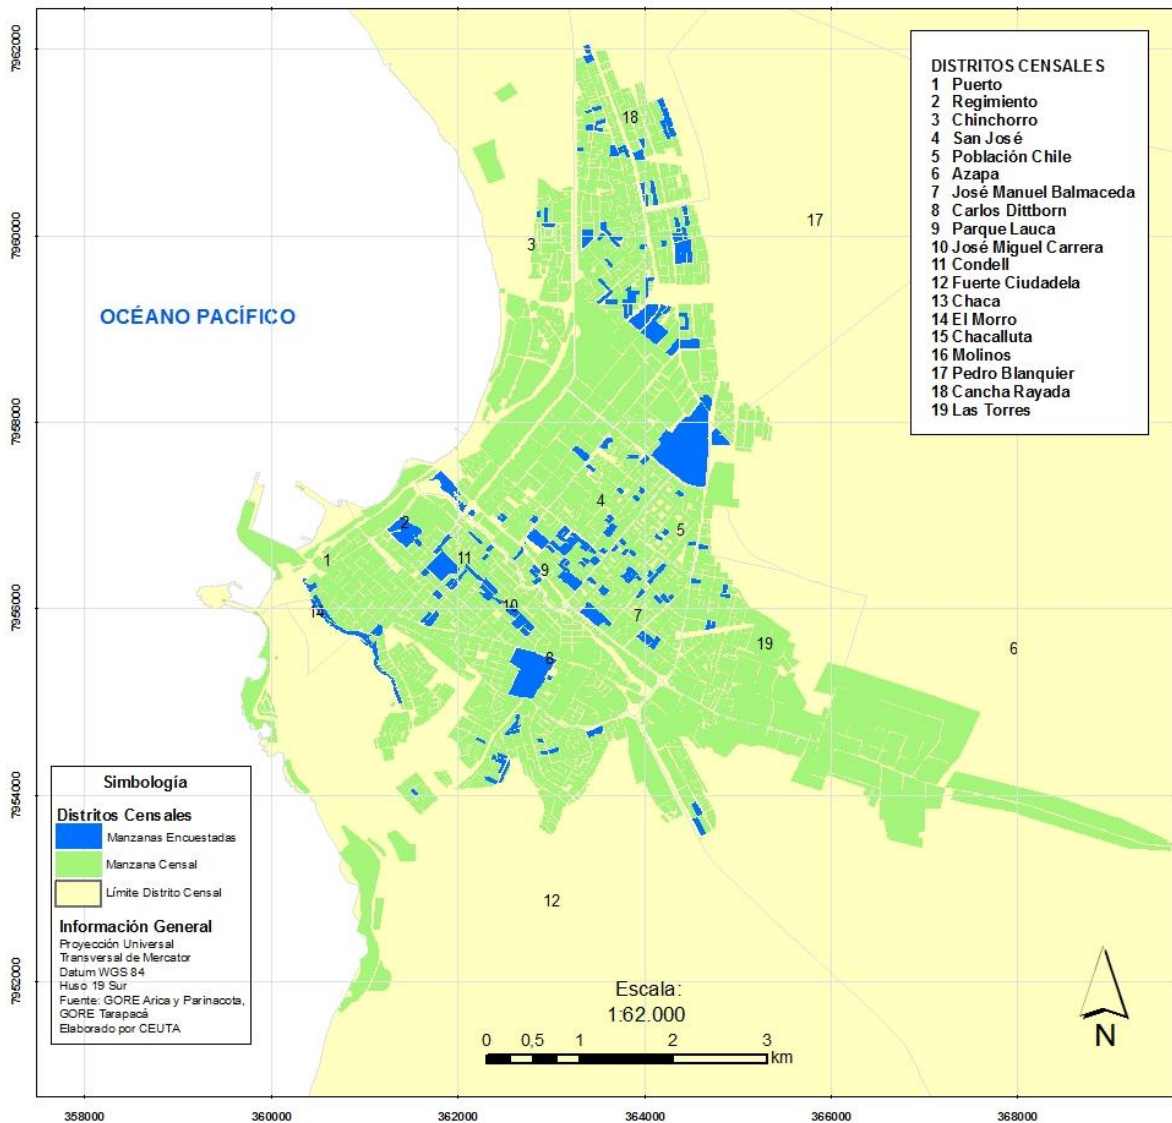 DISTRITOS CENSALES
1 Puerto
2 Regimiento
3 Chinchorro
4 San José
5 Población Chile
6 Azapa
7 José Manuel Balmaceda
8 Carlos Dittborn
9 Parque Lauca
10 José Miguel Carrera
11 Condell
12 Fuerte Ciudadela
13 Chaca
14 El Morro
15 Chacalluta
16 Molinos
17 Pedro Blanquier
18 Cancha Rayada
19 Las Torres
18
17
3
OCÉANO PACÍFICO
4
2
5
1
11
9
10
14
7
8
19
6
12
Simbología
Distritos Censales
Manzanas Encuestadas
Manzana Censal
Límite Distrito Censal
Información General
Proyección Universal
Transversal de Mercator
Datum WGS 84
Huso 19 Sur
Fuente: GORE Arica y Parinacota,
GORE Tarapacá
Elaborado por CEUTA
Escala:
1:62.000
0 0,5 1 2 3
km
N
7962000
7960000
7958000
7956000
7954000
7952000
358000 360000 362000 364000 366000 368000